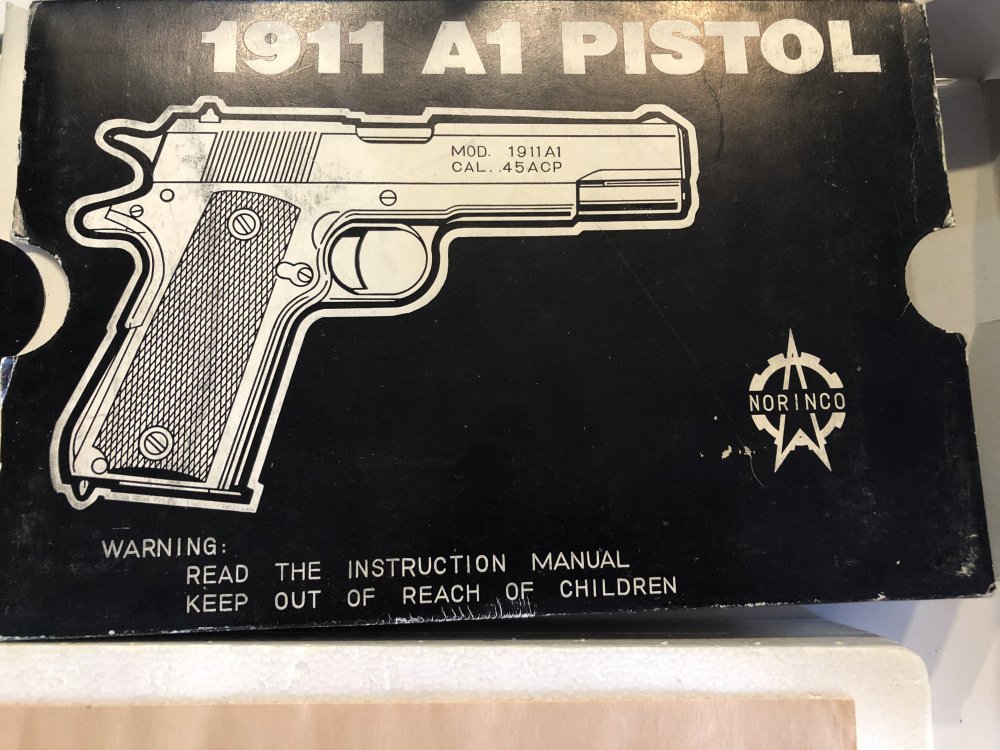 1911 A1 PISTOL
MOD. 1911A1
CAL. .45ACP
NORINCO
WARNING:
READ THE INSTRUCTION MANUAL
KEEP OUT OF REACH OF CHILDREN